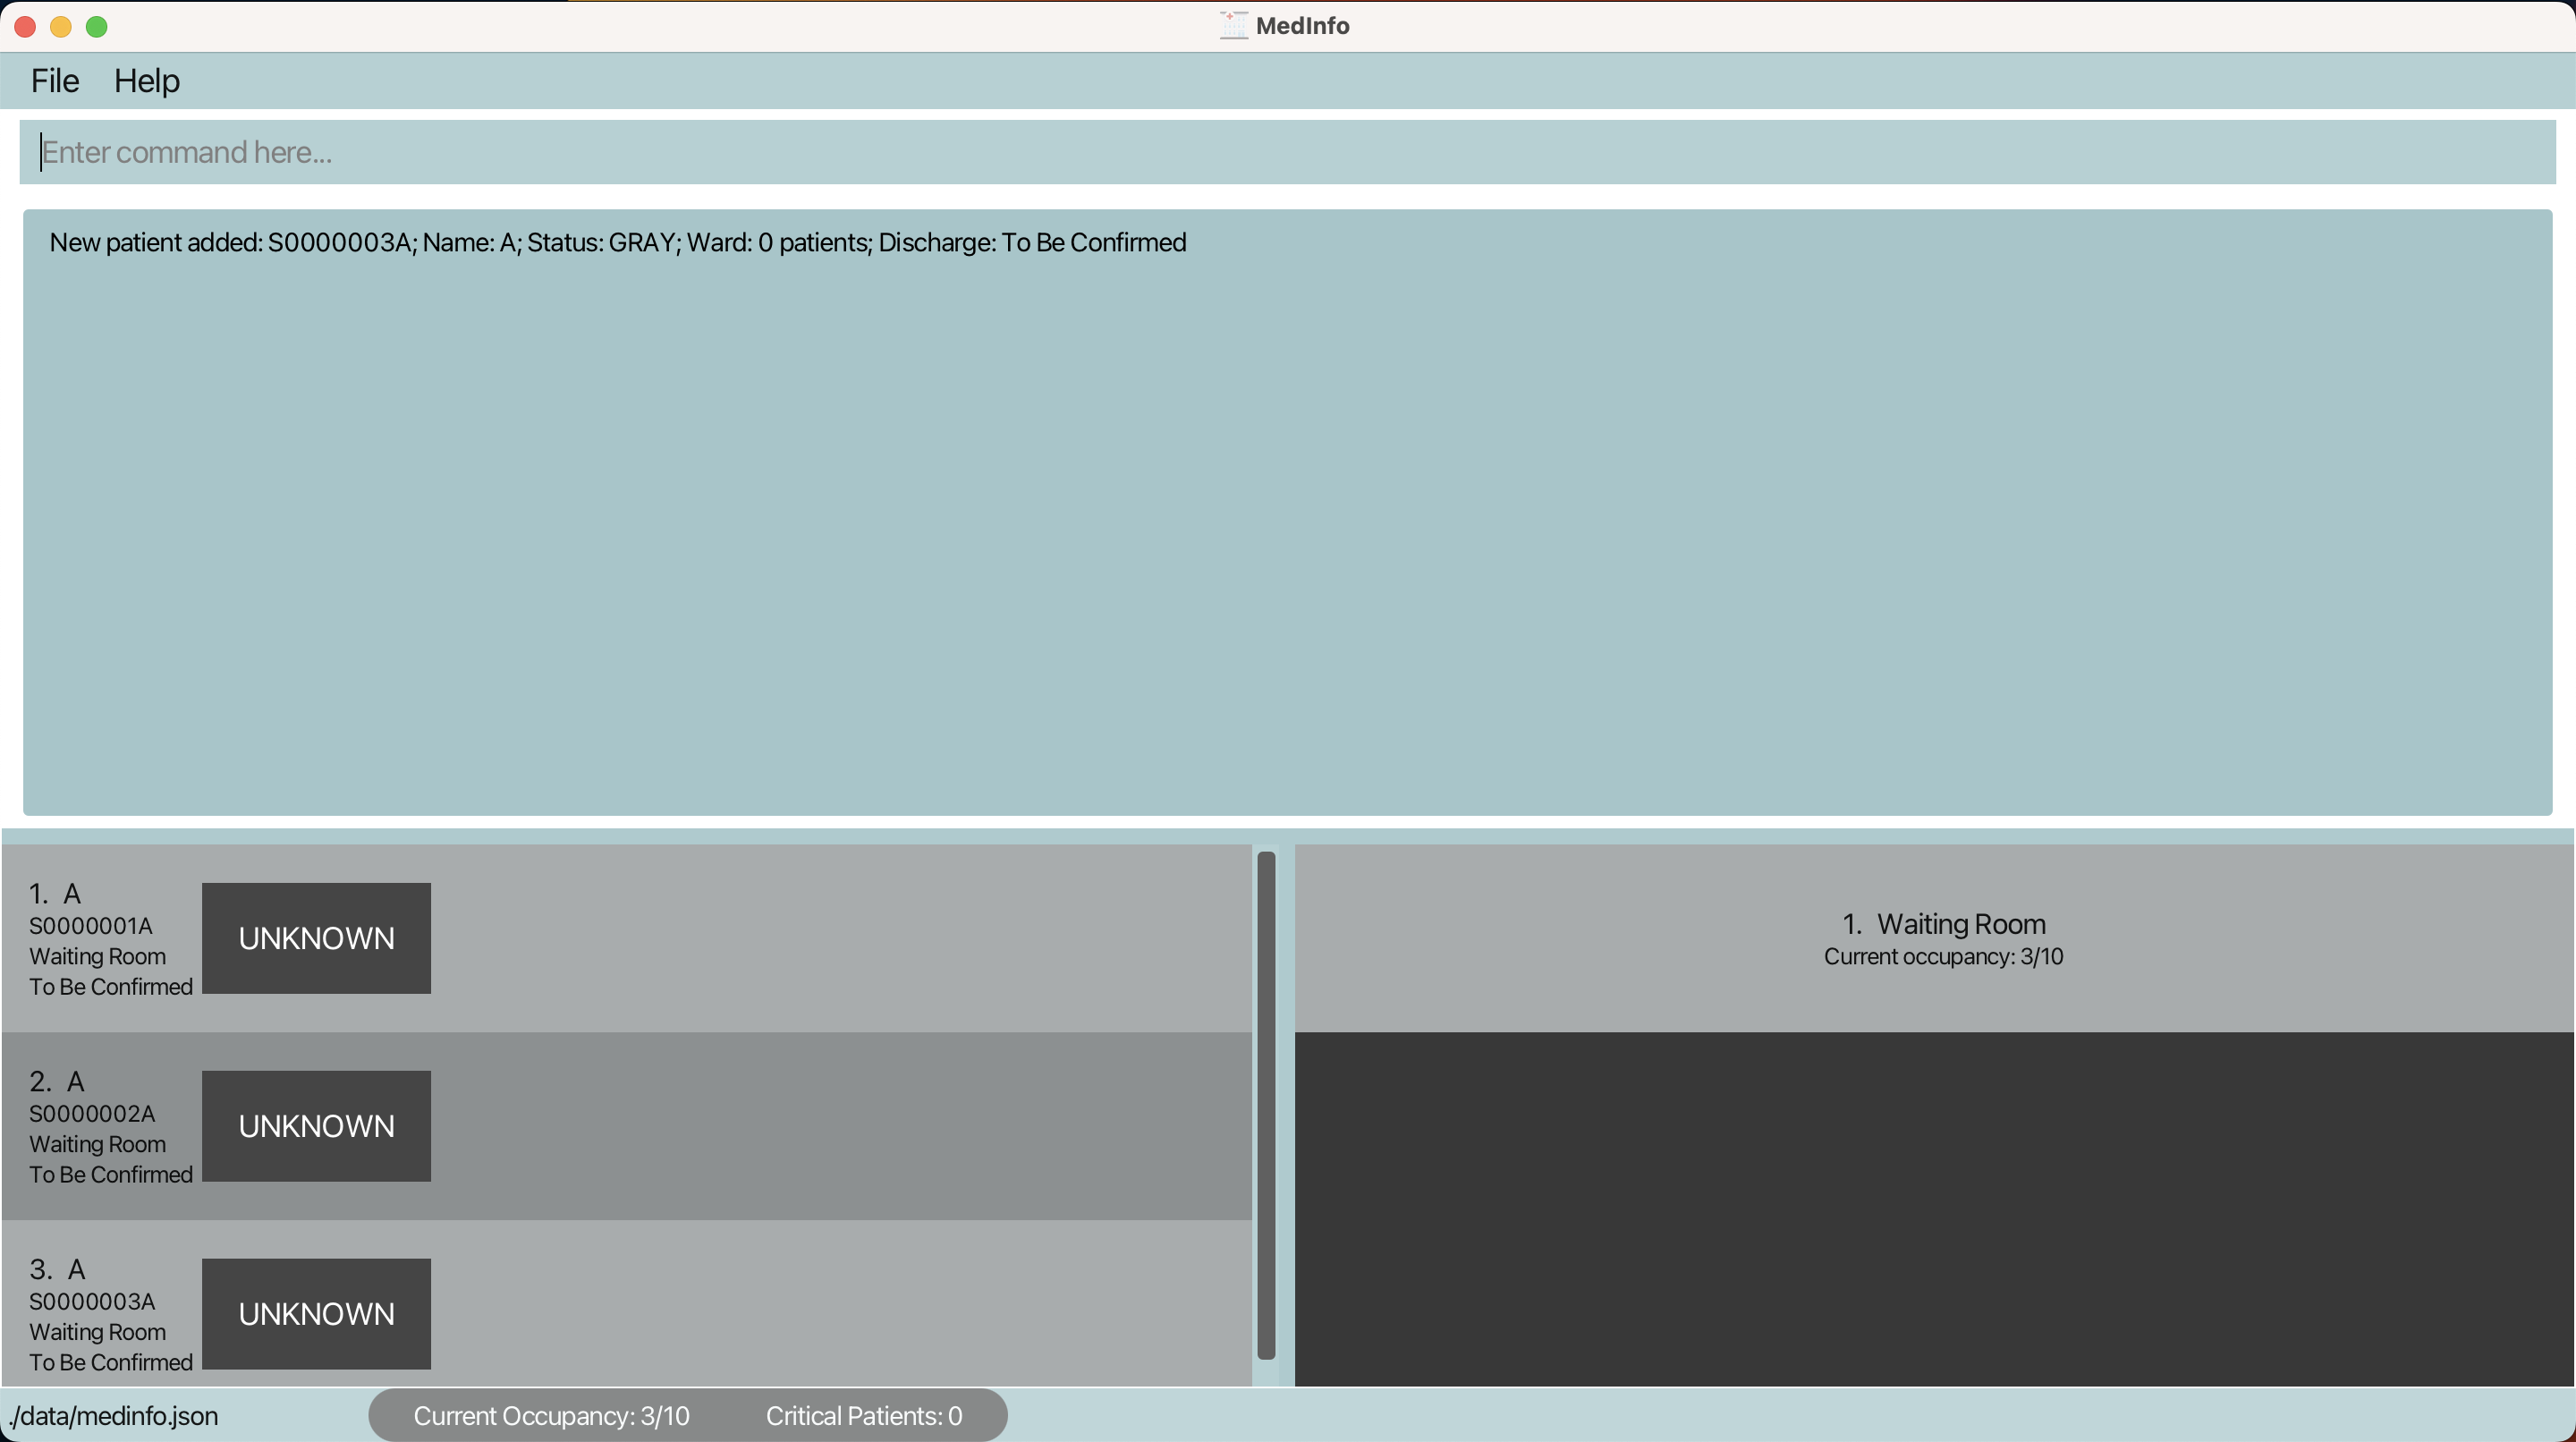 MedInfo
File Help
Enter command here...
New patient added: S0000003A; Name: A; Status: GRAY; Ward: 0 patients; Discharge: To Be Confirmed
1. A
S0000001A
Waiting Room
To Be Confirmed
UNKNOWN
2. A
S0000002A
Waiting Room
To Be Confirmed
UNKNOWN
3. A
S0000003A
Waiting Room
To Be Confirmed
UNKNOWN
1. Waiting Room
Current occupancy: 3/10
./data/medinfo.json
Current Occupancy: 3/10 Critical Patients: 0